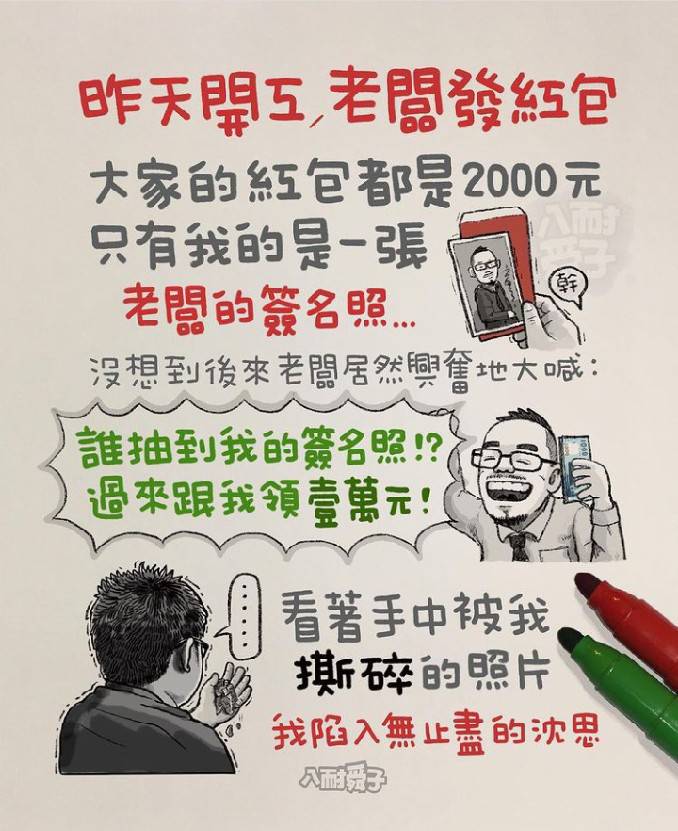 昨天開工,老闆發紅包
大家的紅包都是2000元
只有我的是一張
老闆的簽名照...
幹
沒想到後來老闆居然興奮地大喊:
誰抽到我的簽名照!?
過來跟我領壹萬元!
......
看著手中被我
撕碎的照片
我陷入無止盡的沈思
八耐舜子
八耐舜子